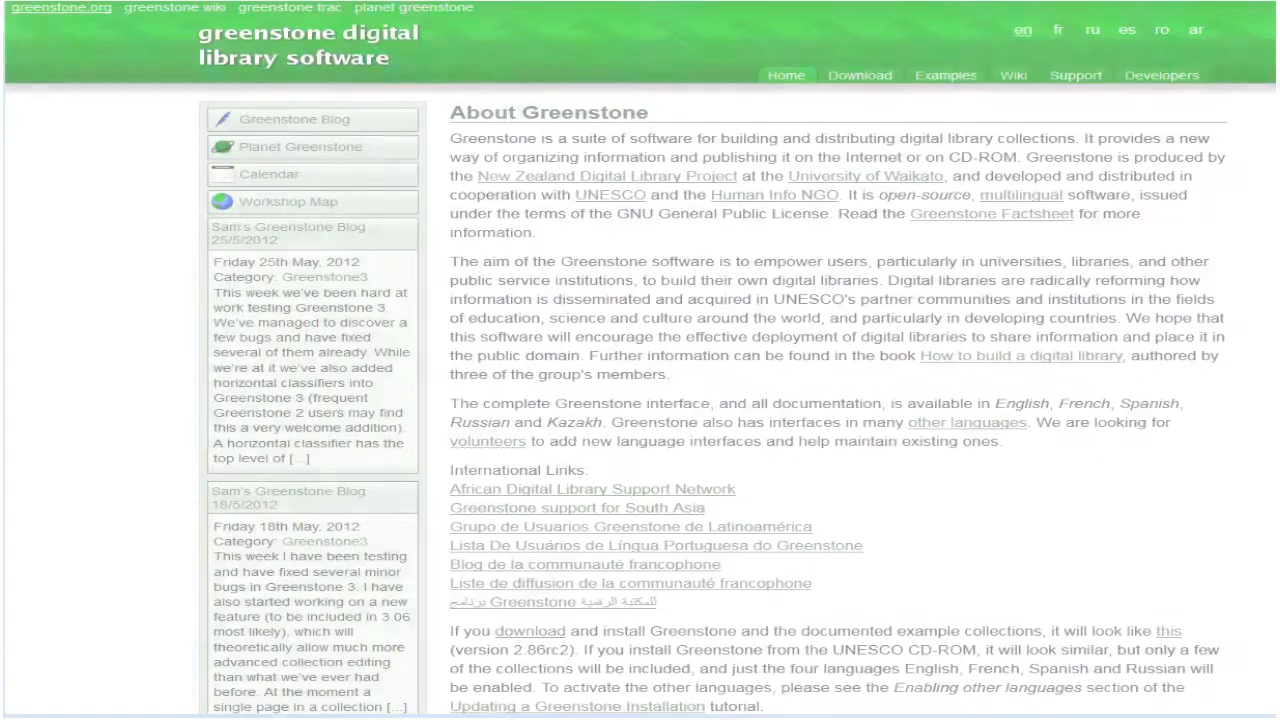 greenstone.org greenstone wiki greenstone trac planet greenstone
greenstone digital
library software
en fr ru es ro ar
Home Download Examples Wiki Support Developers
Greenstone Blog
Planet Greenstone
Calendar
Workshop Map
Sam's Greenstone Blog
25/5/2012
Friday 25th May, 2012
Category: Greenstone3
This week we've been hard at
work testing Greenstone 3.
We've managed to discover a
few bugs and have fixed
several of them already. While
we're at it we've also added
horizontal classifiers into
Greenstone 3 (frequent
Greenstone 2 users may find
this a very welcome addition).
A horizontal classifier has the
top level of [...]
Sam's Greenstone Blog
18/5/2012
Friday 18th May, 2012
Category: Greenstone3
This week I have been testing
and have fixed several minor
bugs in Greenstone 3. I have
also started working on a new
feature (to be included in 3.06
most likely), which will
theoretically allow much more
advanced collection editing
than what we've ever had
before. At the moment a
single page in a collection [...]
About Greenstone
Greenstone is a suite of software for building and distributing digital library collections. It provides a new
way of organizing information and publishing it on the Internet or on CD-ROM. Greenstone is produced by
the New Zealand Digital Library Project at the University of Waikato, and developed and distributed in
cooperation with UNESCO and the Human Info NGO. It is open-source, multilingual software, issued
under the terms of the GNU General Public License. Read the Greenstone Factsheet for more
information.
The aim of the Greenstone software is to empower users, particularly in universities, libraries, and other
public service institutions, to build their own digital libraries. Digital libraries are radically reforming how
information is disseminated and acquired in UNESCO's partner communities and institutions in the fields
of education, science and culture around the world, and particularly in developing countries. We hope that
this software will encourage the effective deployment of digital libraries to share information and place it in
the public domain. Further information can be found in the book How to build a digital library, authored by
three of the group's members.
The complete Greenstone interface, and all documentation, is available in English, French, Spanish,
Russian and Kazakh. Greenstone also has interfaces in many other languages. We are looking for
volunteers to add new language interfaces and help maintain existing ones.
International Links:
African Digital Library Support Network
Greenstone support for South Asia
Grupo de Usuarios Greenstone de Latinoamérica
Lista De Usuários de Língua Portuguesa do Greenstone
Blog de la communauté francophone
Liste de diffusion de la communauté francophone
برنامج Greenstone للمكتبة الرقمية
If you download and install Greenstone and the documented example collections, it will look like this
(version 2.86rc2). If you install Greenstone from the UNESCO CD-ROM, it will look similar, but only a few
of the collections will be included, and just the four languages English, French, Spanish and Russian will
be enabled. To activate the other languages, please see the Enabling other languages section of the
Updating a Greenstone Installation tutorial.